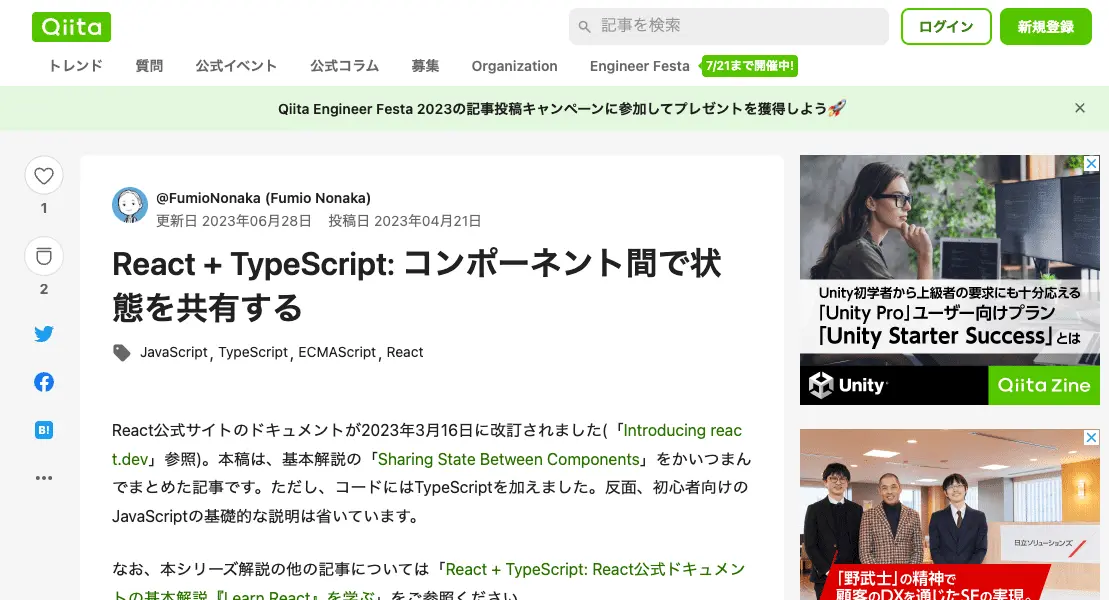 Qiita
記事を検索
ログイン
新規登録
トレンド 質問 公式イベント 公式コラム 募集 Organization Engineer Festa 7/21まで開催中!
Qiita Engineer Festa 2023の記事投稿キャンペーンに参加してプレゼントを獲得しよう🚀
1
2
B!
@FumioNonaka (Fumio Nonaka)
更新日 2023年06月28日 投稿日 2023年04月21日
React + TypeScript: コンポーネント間で状
態を共有する
JavaScript, TypeScript, ECMAScript, React
React公式サイトのドキュメントが2023年3月16日に改訂されました(「Introducing reac
t.dev」参照)。本稿は、基本解説の「Sharing State Between Components」をかいつまん
でまとめた記事です。ただし、コードにはTypeScriptを加えました。反面、初心者向けの
JavaScriptの基礎的な説明は省いています。
なお、本シリーズ解説の他の記事については「React + TypeScript: React公式ドキュメン
トの基本解説『Learn React』を学ぶ」をご参照ください。
Unity初学者から上級者の要求にも十分応える
「Unity Pro」ユーザー向けプラン
「Unity Starter Success」とは
Unity
Qiita Zine
日立ソリューションズ
「野武士」の精神で
顧客のDXを通じたSEの実現。